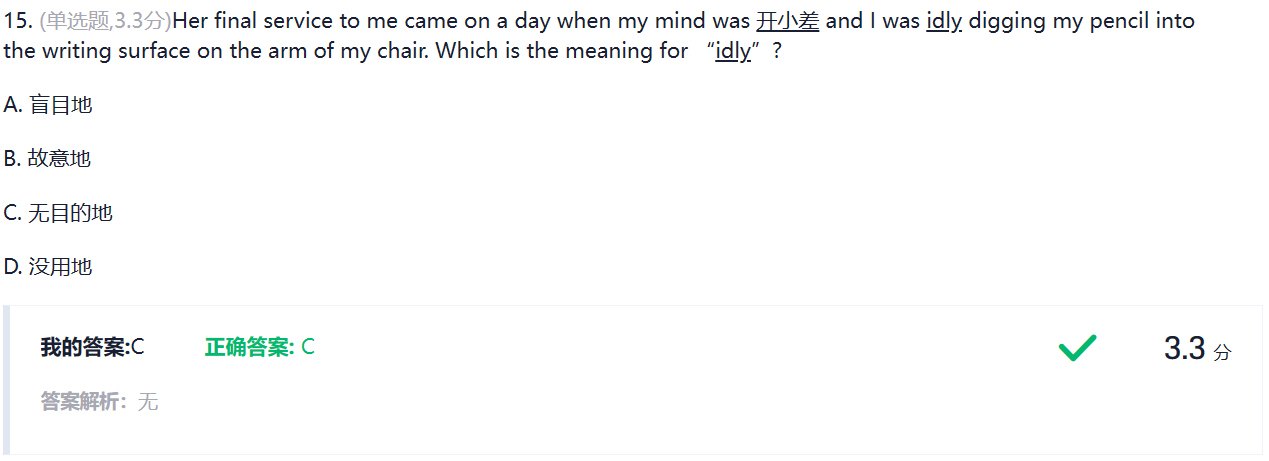 15. (单选题,3.3分)Her final service to me came on a day when my mind was 开小差 and I was idly digging my pencil into
the writing surface on the arm of my chair. Which is the meaning for “idly”？
A. 盲目地
B. 故意地
C. 无目的地
D. 没用地
我的答案:C 正确答案: C 3.3 分
答案解析：无